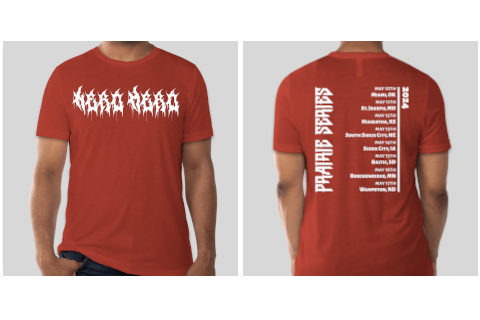 HERO HERO
PRAIRIE SERIES
2024
MAY 10TH
MIAMI, OK
MAY 11TH
ST. JOSEPH, MO
MAY 12TH
HIAWATHA, KS
MAY 13TH
SOUTH SIOUX CITY, NE
MAY 14TH
SIOUX CITY, IA
MAY 15TH
BALTIC, SD
MAY 16TH
BRECKENRIDGE, MN
MAY 17TH
WAHPETON, ND